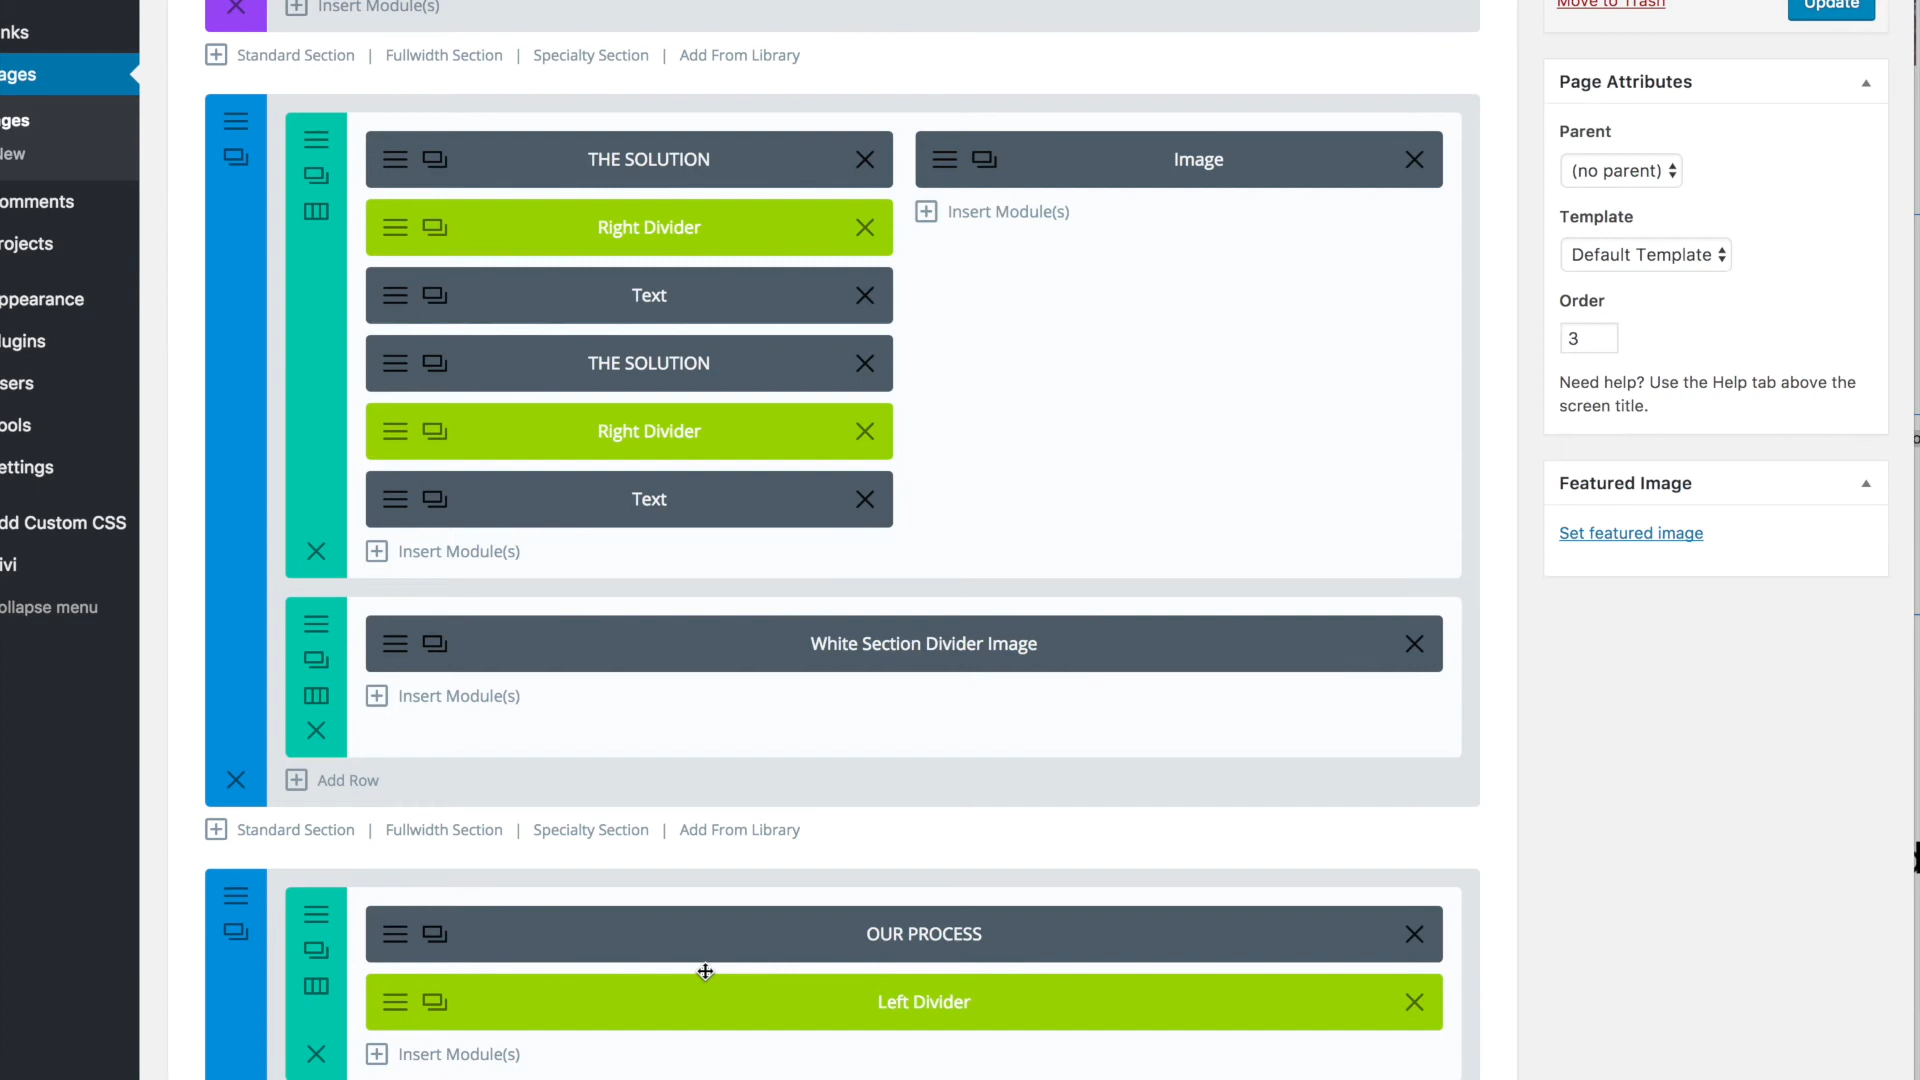 nks
ages
ges
New
omments
rojects
ppearance
lugins
sers
ools
ettings
dd Custom CSS
ivi
ollapse menu
Insert Module(s)
Standard Section | Fullwidth Section | Specialty Section | Add From Library
THE SOLUTION
Right Divider
Text
THE SOLUTION
Right Divider
Text
Insert Module(s)
Image
Insert Module(s)
White Section Divider Image
Insert Module(s)
Add Row
Standard Section | Fullwidth Section | Specialty Section | Add From Library
OUR PROCESS
Left Divider
Insert Module(s)
Move to Trash
Update
Page Attributes
Parent
(no parent)
Template
Default Template
Order
3
Need help? Use the Help tab above the
screen title.
Featured Image
Set featured image